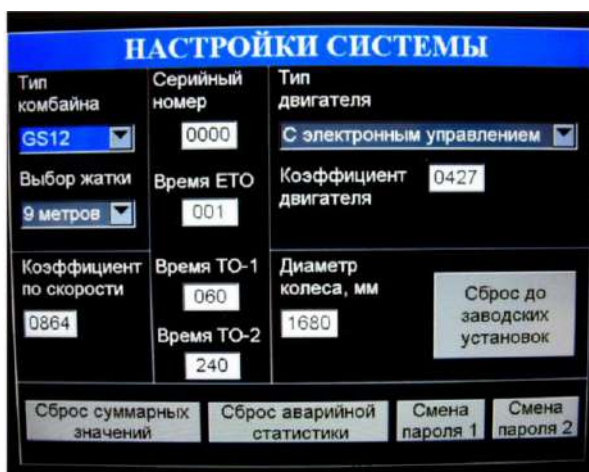 НАСТРОЙКИ СИСТЕМЫ
Тип
комбайна
GS12
Выбор жатки
9 метров
Коэффициент
по скорости
0864
Серийный
номер
0000
Время ЕТО
001
Время ТО-1
060
Время ТО-2
240
Тип
двигателя
С электронным управлением
Коэффициент
двигателя
0427
Диаметр
колеса, мм
1680
Сброс до
заводских
установок
Сброс суммарных
значений
Сброс аварийной
статистики
Смена
пароля 1
Смена
пароля 2